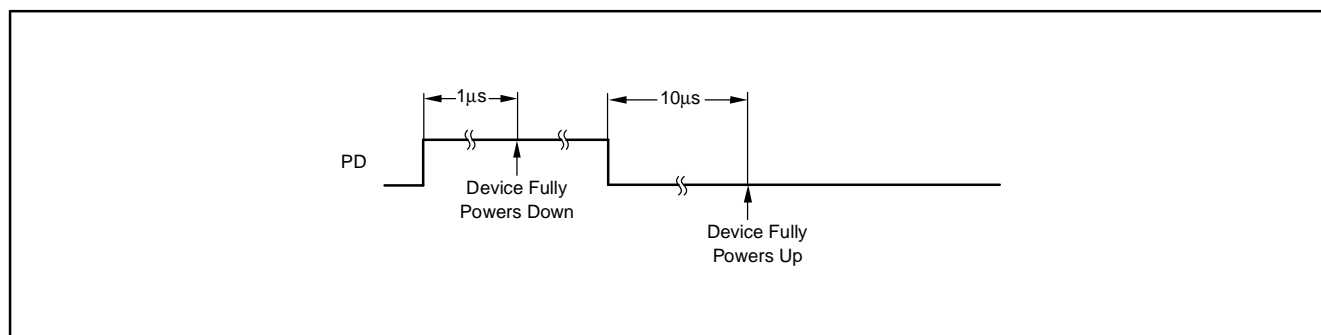 1μs
10μs
PD
Device Fully
Powers Down
Device Fully
Powers Up